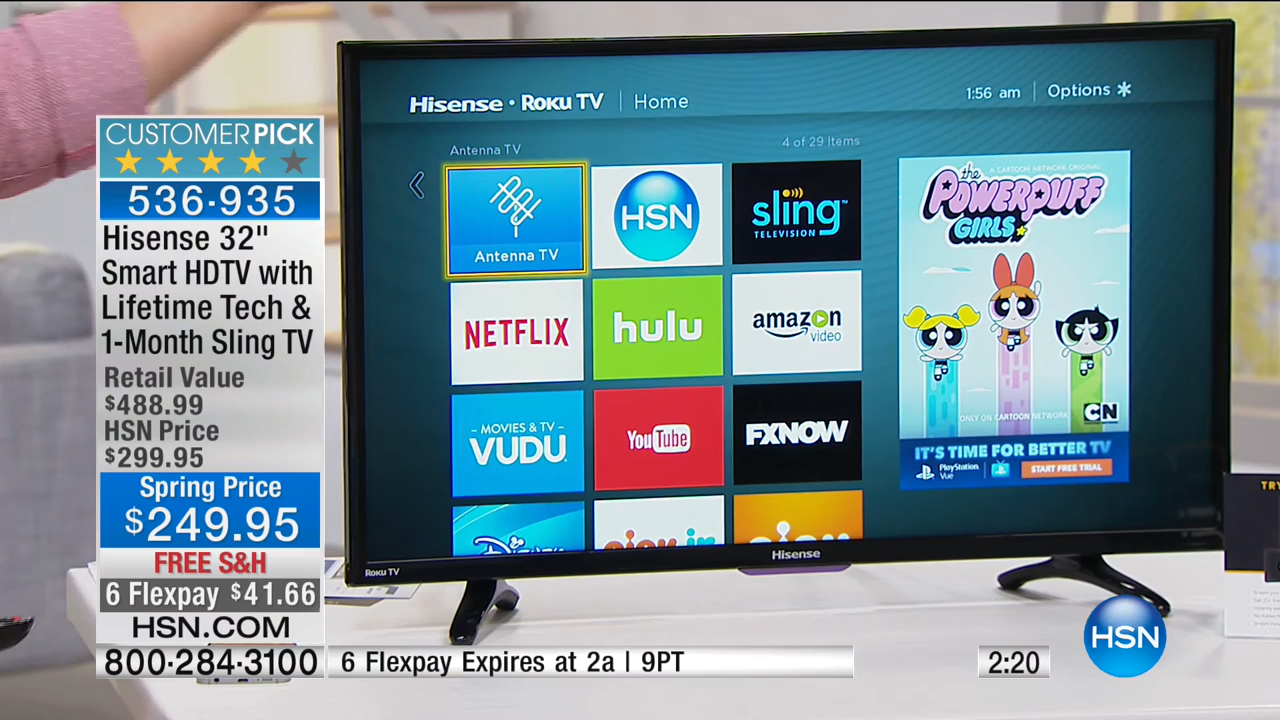 CUSTOMER PICK
536-935
Hisense 32"
Smart HDTV with
Lifetime Tech &
1-Month Sling TV
Retail Value
$488.99
HSN Price
$299.95
Spring Price
$249.95
FREE S&H
6 Flexpay $41.66
HSN.COM
800-284-3100
6 Flexpay Expires at 2a | 9PT
2:20
HSN
Hisense • Roku TV | Home
1:56 am | Options *
Antenna TV
4 of 29 Items
Antenna TV
HSN
sling
TELEVISION
NETFLIX
hulu
amazon
video
- MOVIES & TV -
VUDU
YouTube
FXNOW
Disney
A CARTOON NETWORK ORIGINAL
the
POWERPUFF
GIRLS
ONLY ON CARTOON NETWORK
CN
IT'S TIME FOR BETTER TV
PlayStation
Vue
START FREE TRIAL
Hisense
Roku TV
TRY